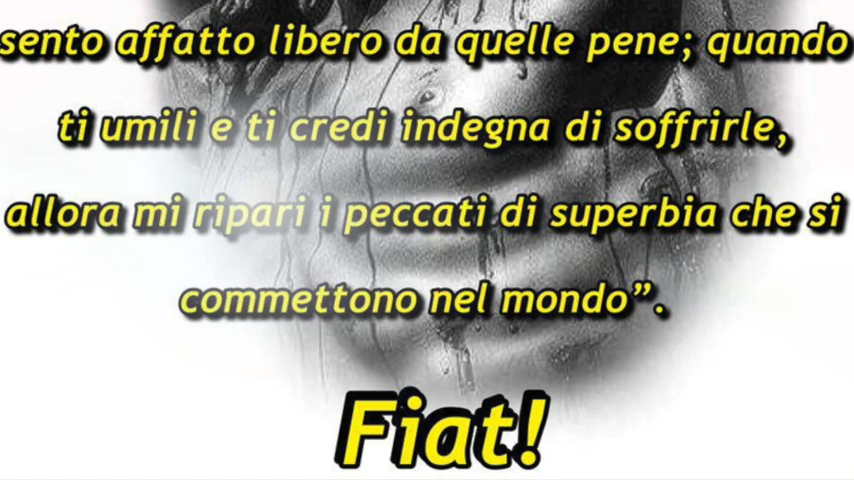 sento affatto libero da quelle pene; quando
ti umili e ti credi indegna di soffrirle,
allora mi ripari i peccati di superbia che si
commettono nel mondo”.
Fiat!